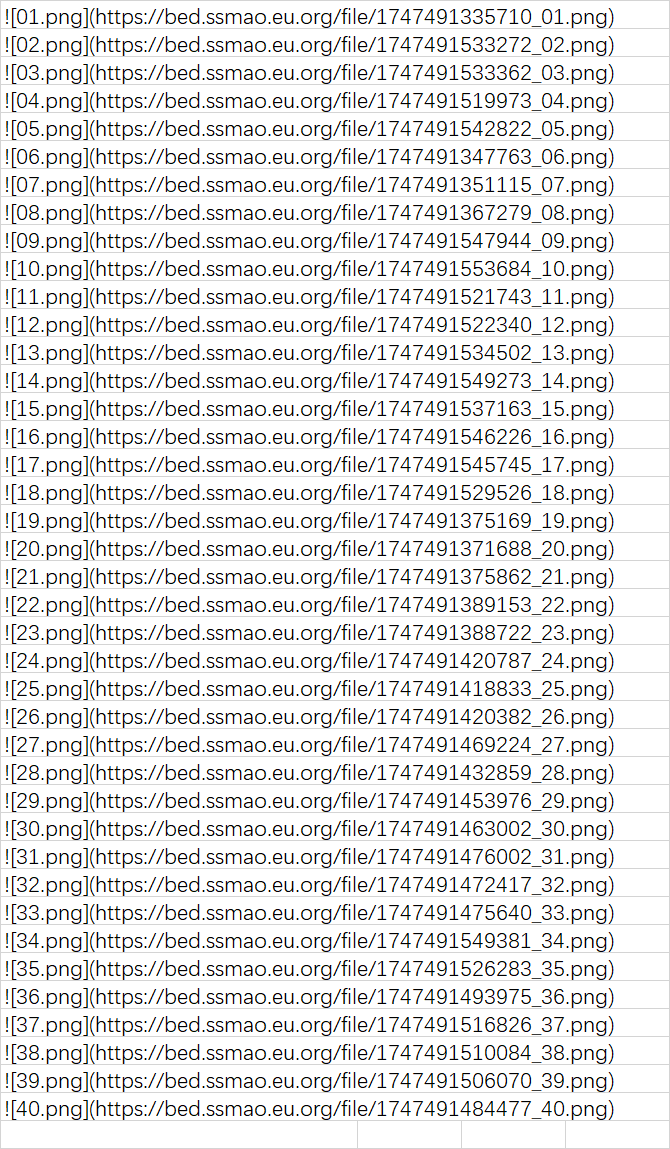 ![01.png](https://bed.ssmao.eu.org/file/1747491335710_01.png)
![02.png](https://bed.ssmao.eu.org/file/1747491533272_02.png)
![03.png](https://bed.ssmao.eu.org/file/1747491533362_03.png)
![04.png](https://bed.ssmao.eu.org/file/1747491519973_04.png)
![05.png](https://bed.ssmao.eu.org/file/1747491542822_05.png)
![06.png](https://bed.ssmao.eu.org/file/1747491347763_06.png)
![07.png](https://bed.ssmao.eu.org/file/1747491351115_07.png)
![08.png](https://bed.ssmao.eu.org/file/1747491367279_08.png)
![09.png](https://bed.ssmao.eu.org/file/1747491547944_09.png)
![10.png](https://bed.ssmao.eu.org/file/1747491553684_10.png)
![11.png](https://bed.ssmao.eu.org/file/1747491521743_11.png)
![12.png](https://bed.ssmao.eu.org/file/1747491522340_12.png)
![13.png](https://bed.ssmao.eu.org/file/1747491534502_13.png)
![14.png](https://bed.ssmao.eu.org/file/1747491549273_14.png)
![15.png](https://bed.ssmao.eu.org/file/1747491537163_15.png)
![16.png](https://bed.ssmao.eu.org/file/1747491546226_16.png)
![17.png](https://bed.ssmao.eu.org/file/1747491545745_17.png)
![18.png](https://bed.ssmao.eu.org/file/1747491529526_18.png)
![19.png](https://bed.ssmao.eu.org/file/1747491375169_19.png)
![20.png](https://bed.ssmao.eu.org/file/1747491371688_20.png)
![21.png](https://bed.ssmao.eu.org/file/1747491375862_21.png)
![22.png](https://bed.ssmao.eu.org/file/1747491389153_22.png)
![23.png](https://bed.ssmao.eu.org/file/1747491388722_23.png)
![24.png](https://bed.ssmao.eu.org/file/1747491420787_24.png)
![25.png](https://bed.ssmao.eu.org/file/1747491418833_25.png)
![26.png](https://bed.ssmao.eu.org/file/1747491420382_26.png)
![27.png](https://bed.ssmao.eu.org/file/1747491469224_27.png)
![28.png](https://bed.ssmao.eu.org/file/1747491432859_28.png)
![29.png](https://bed.ssmao.eu.org/file/1747491453976_29.png)
![30.png](https://bed.ssmao.eu.org/file/1747491463002_30.png)
![31.png](https://bed.ssmao.eu.org/file/1747491476002_31.png)
![32.png](https://bed.ssmao.eu.org/file/1747491472417_32.png)
![33.png](https://bed.ssmao.eu.org/file/1747491475640_33.png)
![34.png](https://bed.ssmao.eu.org/file/1747491549381_34.png)
![35.png](https://bed.ssmao.eu.org/file/1747491526283_35.png)
![36.png](https://bed.ssmao.eu.org/file/1747491493975_36.png)
![37.png](https://bed.ssmao.eu.org/file/1747491516826_37.png)
![38.png](https://bed.ssmao.eu.org/file/1747491510084_38.png)
![39.png](https://bed.ssmao.eu.org/file/1747491506070_39.png)
![40.png](https://bed.ssmao.eu.org/file/1747491484477_40.png)